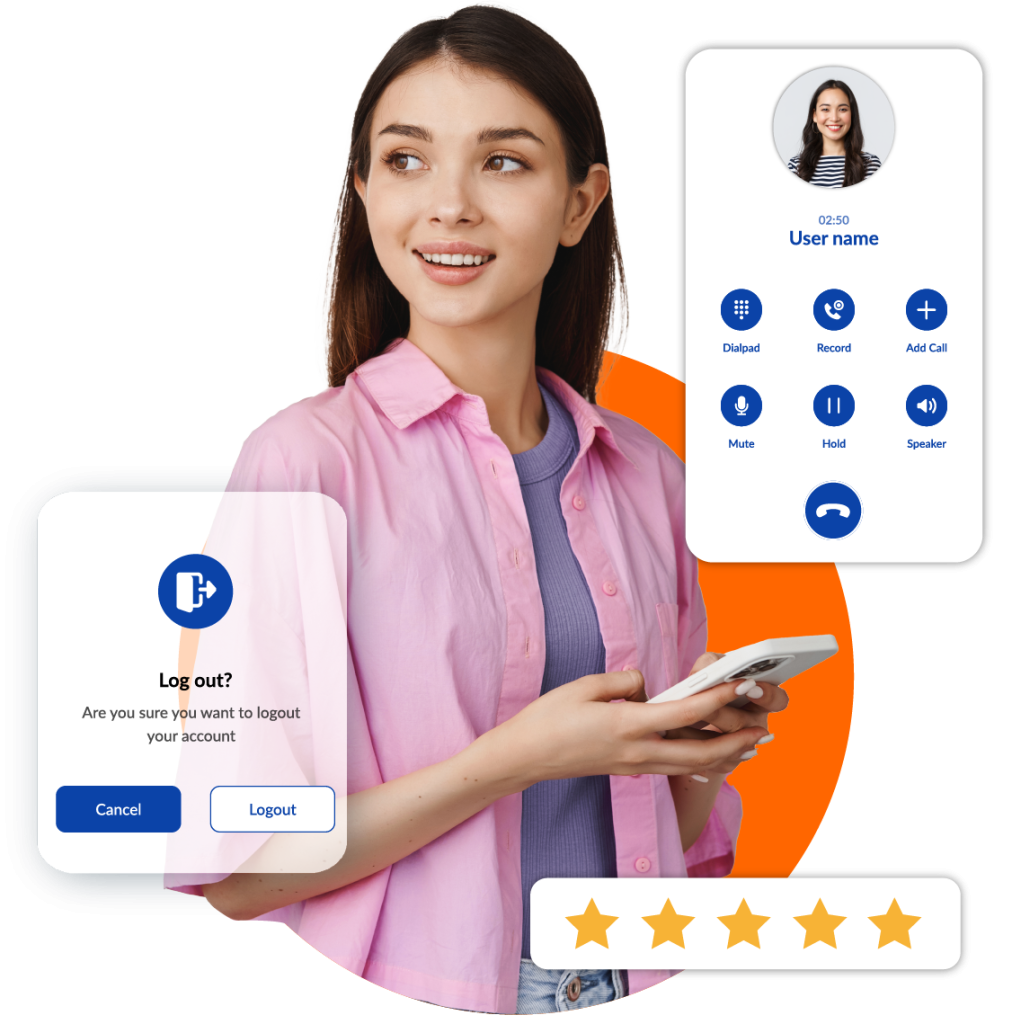 02:50
User name
Dialpad
Record
Add Call
Mute
Hold
Speaker
Log out?
Are you sure you want to logout
your account
Cancel
Logout